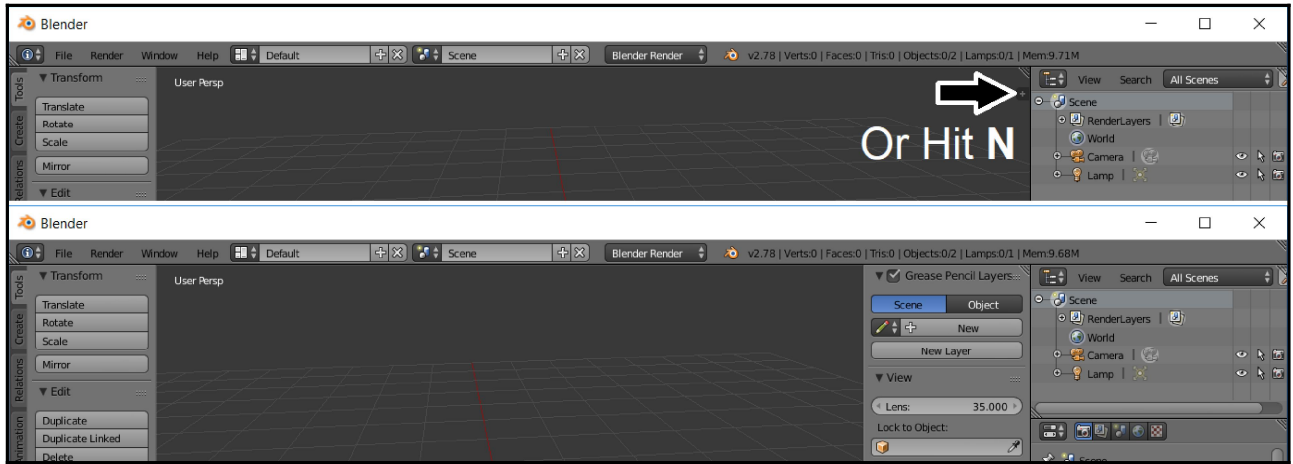 Blender
File Render Window Help Default Scene Blender Render v2.78 | Verts:0 | Faces:0 | Tris:0 | Objects:0/2 | Lamps:0/1 | Mem:9.71M
Tools
Create
Relations
Transform
Translate
Rotate
Scale
Mirror
Edit
User Persp
Or Hit N
View Search All Scenes
Scene
RenderLayers |
World
Camera |
Lamp |
Blender
File Render Window Help Default Scene Blender Render v2.78 | Verts:0 | Faces:0 | Tris:0 | Objects:0/2 | Lamps:0/1 | Mem:9.68M
Tools
Create
Relations
Animation
Transform
Translate
Rotate
Scale
Mirror
Edit
Duplicate
Duplicate Linked
Delete
User Persp
Grease Pencil Layers...
Scene Object
New
New Layer
View
Lens: 35.000
Lock to Object:
View Search All Scenes
Scene
RenderLayers |
World
Camera |
Lamp |
Scene